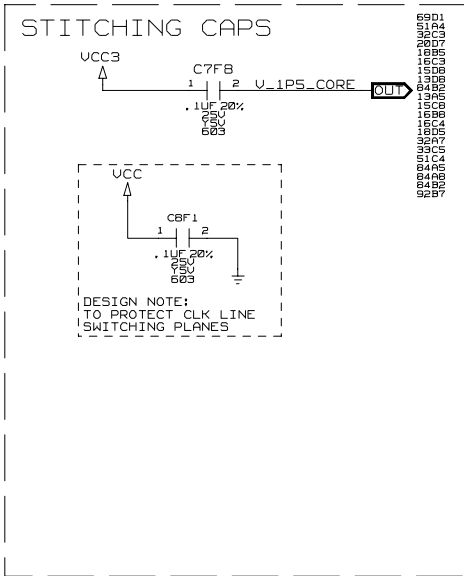 STITCHING CAPS
VCC3
C7F8
1 2 V_1P5_CORE OUT
.1UF 20%
25V
Y5V
603
69D1
51A4
32C3
20D7
18B5
16C3
15D8
13D8
84B2
13A5
15C8
16B8
16C4
18D5
32A7
33C5
51C4
84A5
84A8
84B2
92B7
VCC
C8F1
1 2
.1UF 20%
25V
Y5V
603
DESIGN NOTE:
TO PROTECT CLK LINE
SWITCHING PLANES